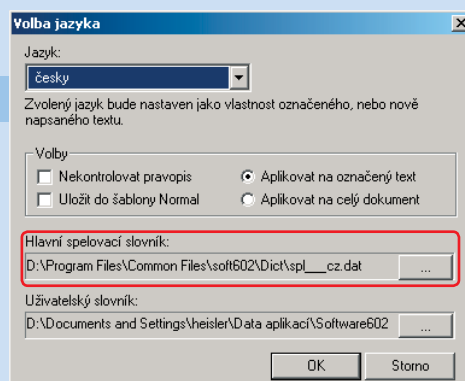 Volba jazyka
Jazyk:
česky
Zvolený jazyk bude nastaven jako vlastnost označeného, nebo nově
napsaného textu.
Volby
Nekontrolovat pravopis
Aplikovat na označený text
Uložit do šablony Normal
Aplikovat na celý dokument
Hlavní spelovací slovník:
D:\Program Files\Common Files\soft602\Dict\spl___cz.dat
...
Uživatelský slovník:
D:\Documents and Settings\heisler\Data aplikací\Software602
...
OK
Storno